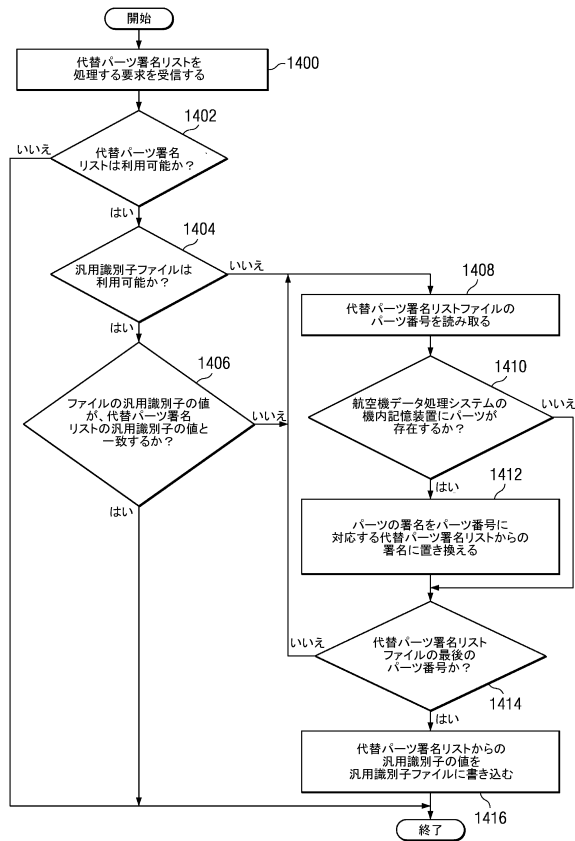 開始
代替パーツ署名リストを
処理する要求を受信する
1400
1402
代替パーツ署名
リストは利用可能か？
いいえ
はい
1404
汎用識別子ファイルは
利用可能か？
いいえ
はい
1406
ファイルの汎用識別子の値
が、代替パーツ署名
リストの汎用識別子の値と
一致するか？
いいえ
はい
1408
代替パーツ署名リストファイルの
パーツ番号を読み取る
1410
航空機データ処理システムの
機内記憶装置にパーツが
存在するか？
いいえ
はい
1412
パーツの署名をパーツ番号に
対応する代替パーツ署名リストからの
署名に置き換える
いいえ
代替パーツ署名リスト
ファイルの最後の
パーツ番号か？
1414
はい
代替パーツ署名リストからの
汎用識別子の値を
汎用識別子ファイルに書き込む
1416
終了